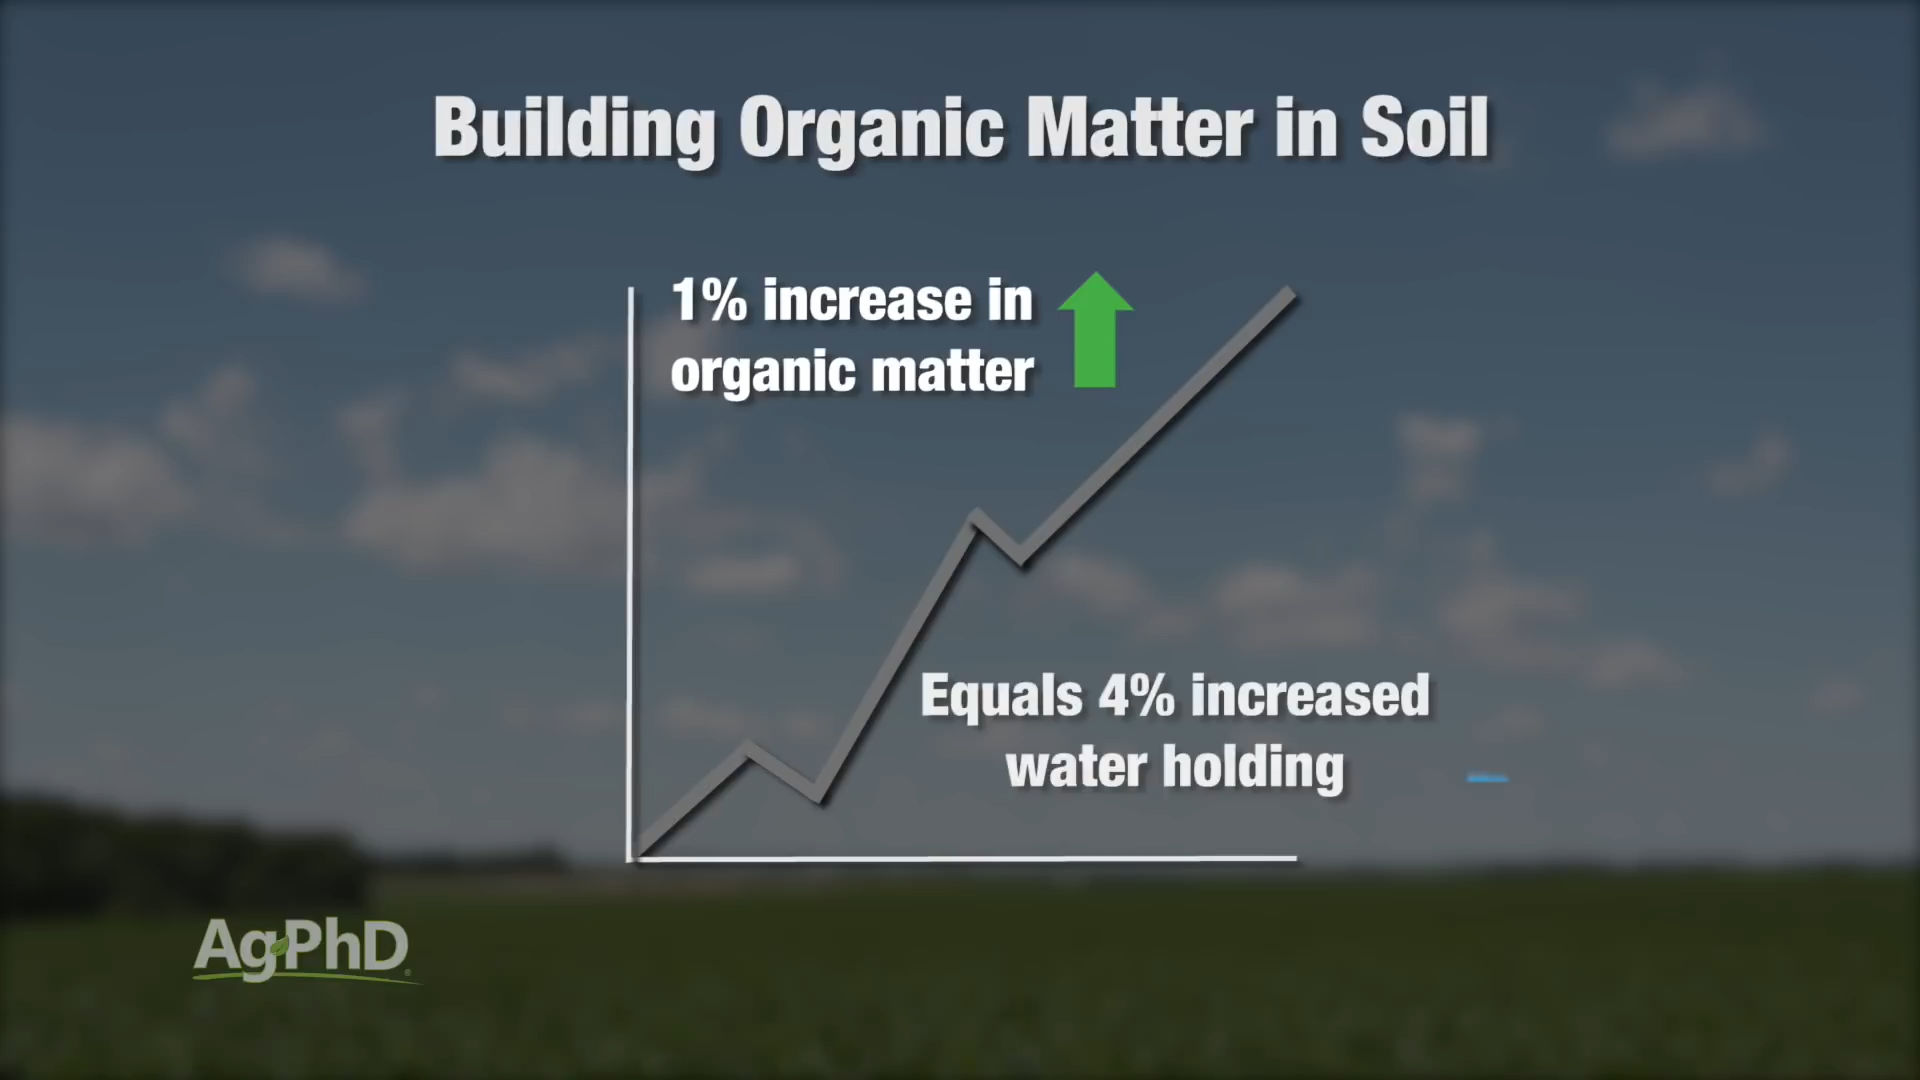 Building Organic Matter in Soil
1% increase in
organic matter
Equals 4% increased
water holding
AgPhD